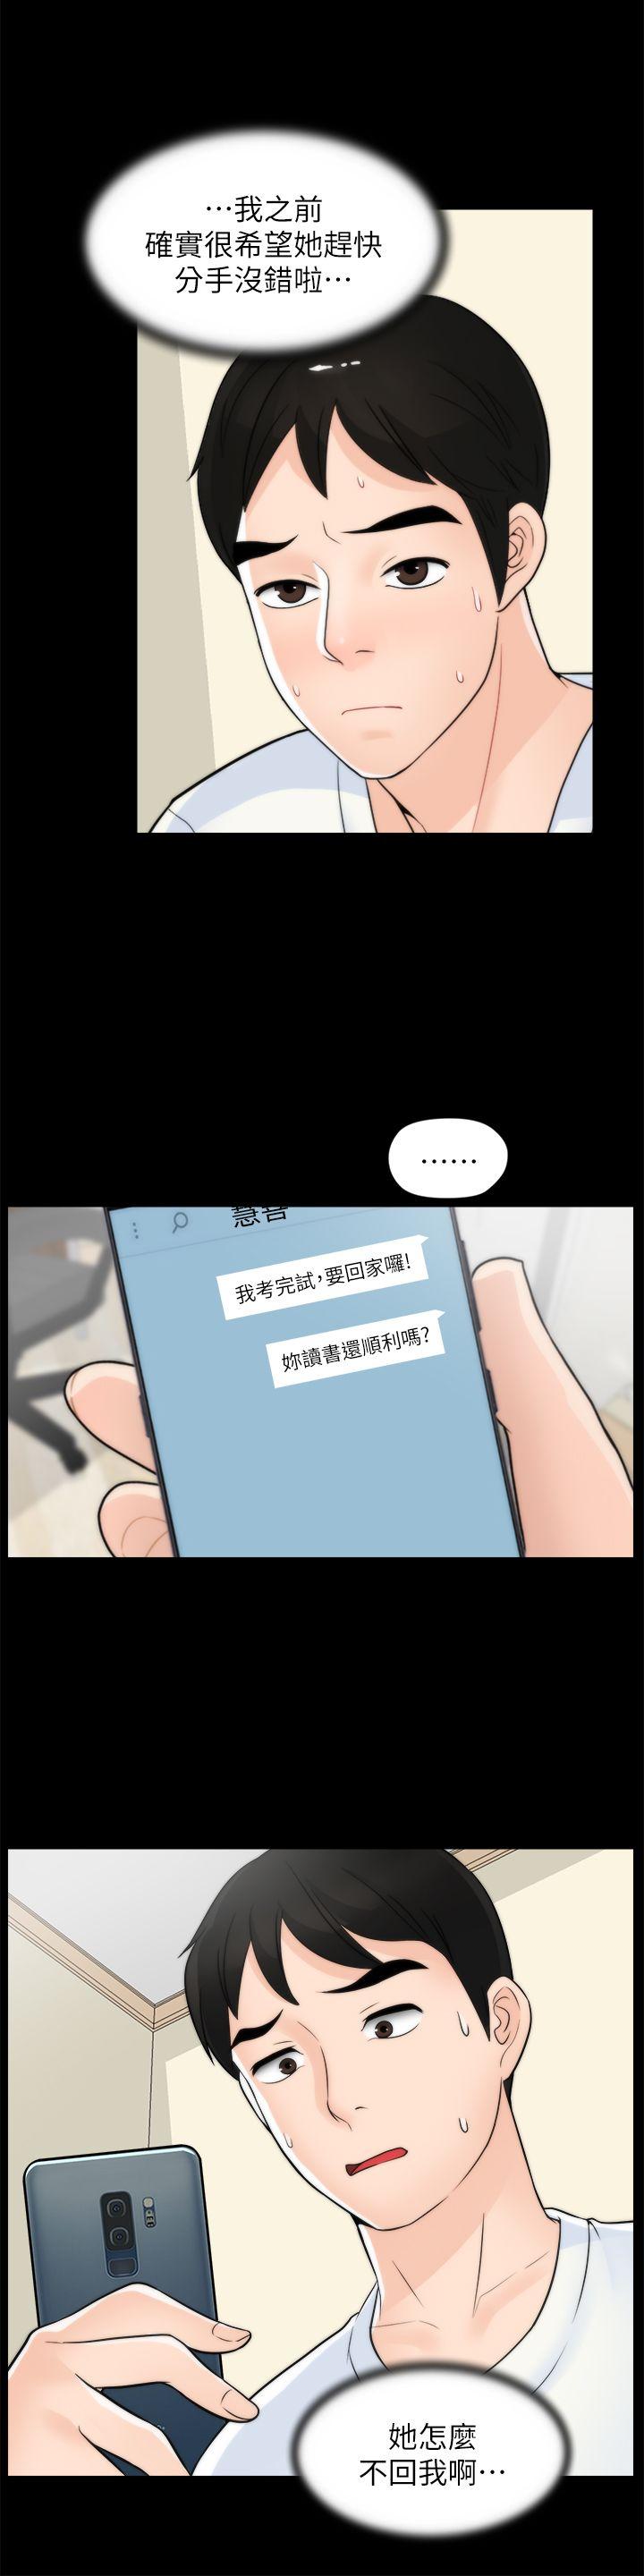 ⋯我之前
確實很希望她趕快
分手沒錯啦⋯
⋯⋯
慧善
我考完試，要回家囉！
妳讀書還順利嗎？
她怎麼
不回我啊⋯